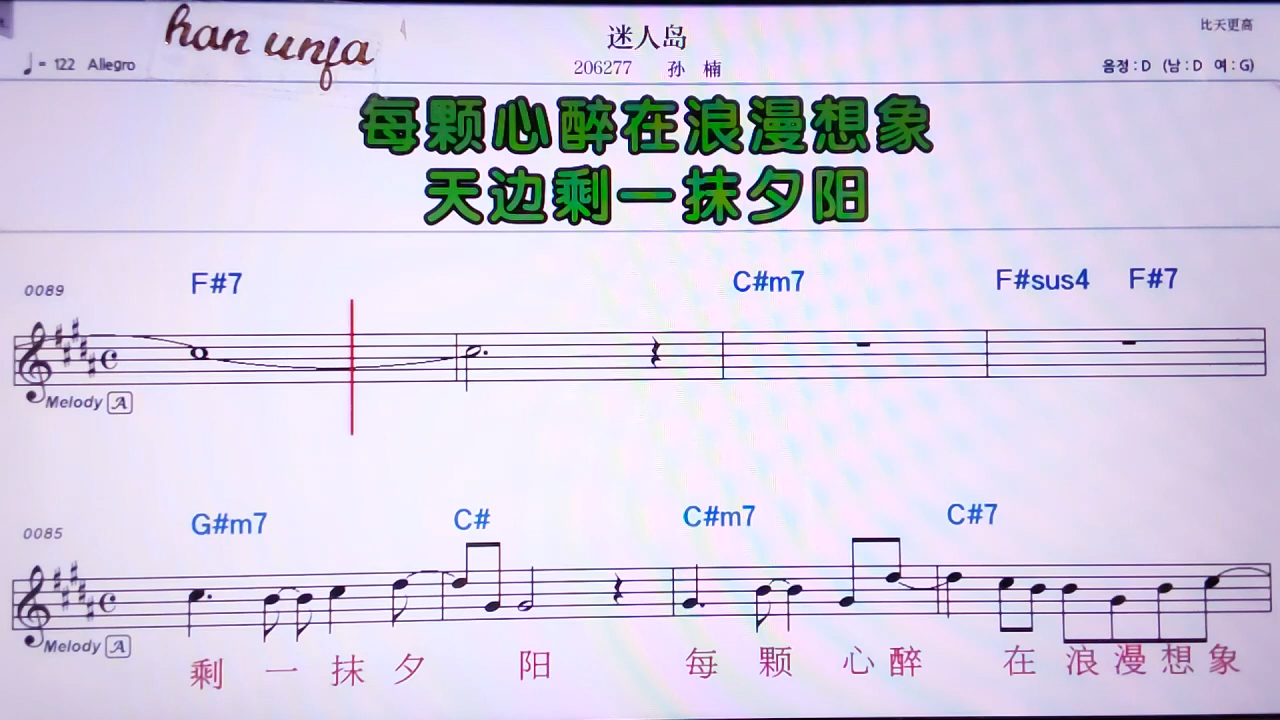 han unfa
迷人岛
比天更高
♩= 122 Allegro
206277 孙 楠
음정:D (남:D 여:G)
每颗心醉在浪漫想象
天边剩一抹夕阳
0089 F#7 C#m7 F#sus4 F#7
Melody A
0085 G#m7 C# C#m7 C#7
Melody A
剩 一 抹 夕 阳 每 颗 心 醉 在 浪 漫 想 象